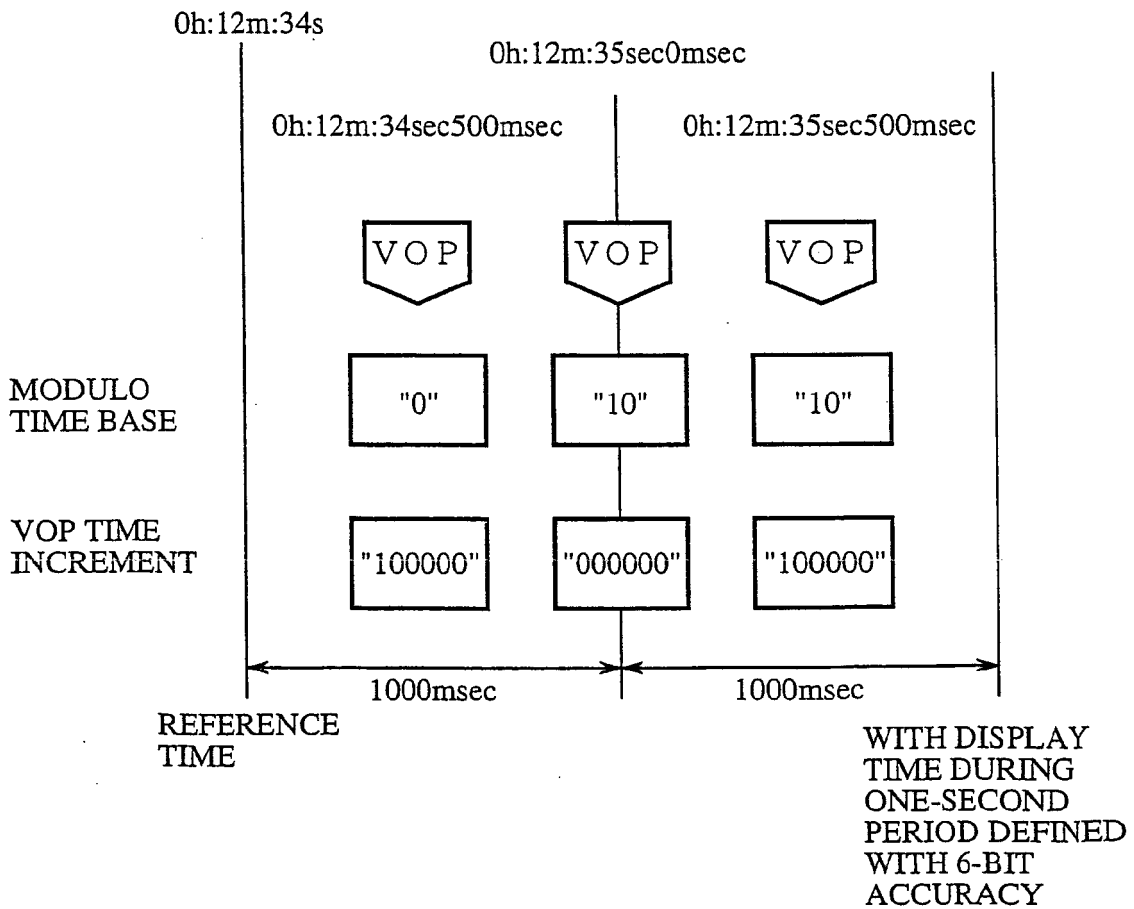 0h:12m:34s
0h:12m:35sec0msec
0h:12m:34sec500msec
0h:12m:35sec500msec
VOP
VOP
VOP
MODULO
TIME BASE
"0"
"10"
"10"
VOP TIME
INCREMENT
"100000"
"000000"
"100000"
1000msec
1000msec
REFERENCE
TIME
WITH DISPLAY
TIME DURING
ONE-SECOND
PERIOD DEFINED
WITH 6-BIT
ACCURACY